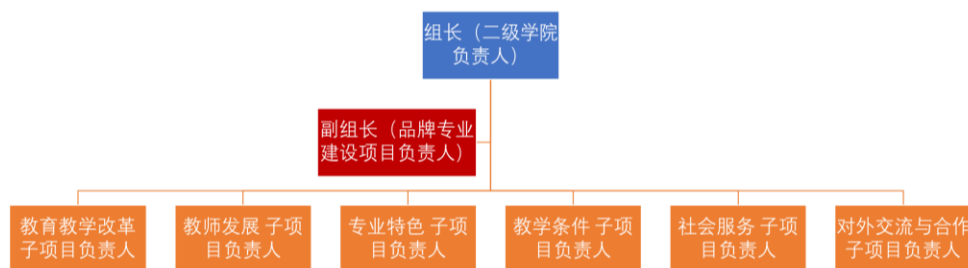 组长（二级学院
负责人）
副组长（品牌专业
建设项目负责人）
教育教学改革
子项目负责人
教师发展 子项
目负责人
专业特色 子项
目负责人
教学条件 子项
目负责人
社会服务 子项
目负责人
对外交流与合作
子项目负责人